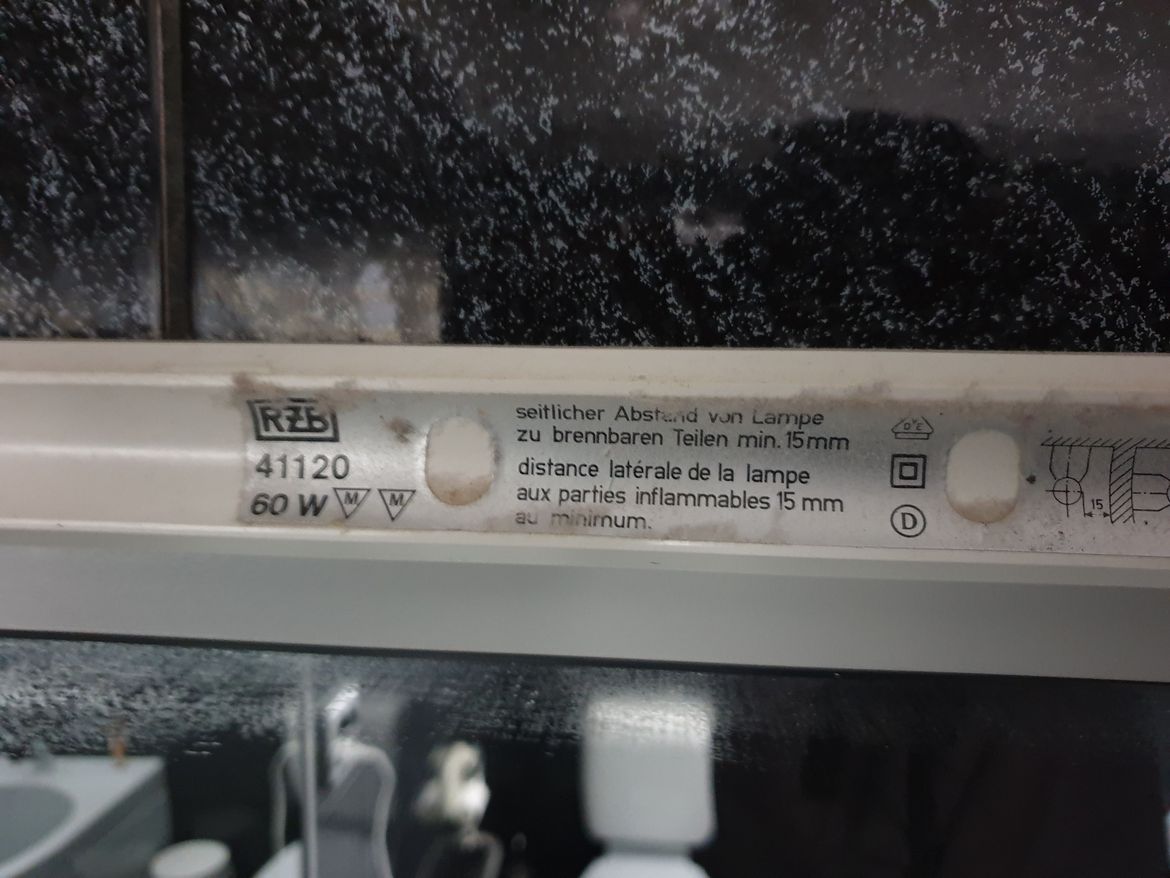 RZB
41120
60 W M M
seitlicher Abstand von Lampe
zu brennbaren Teilen min. 15 mm
distance latérale de la lampe
aux parties inflammables 15 mm
au minimum.
DVE
D
15